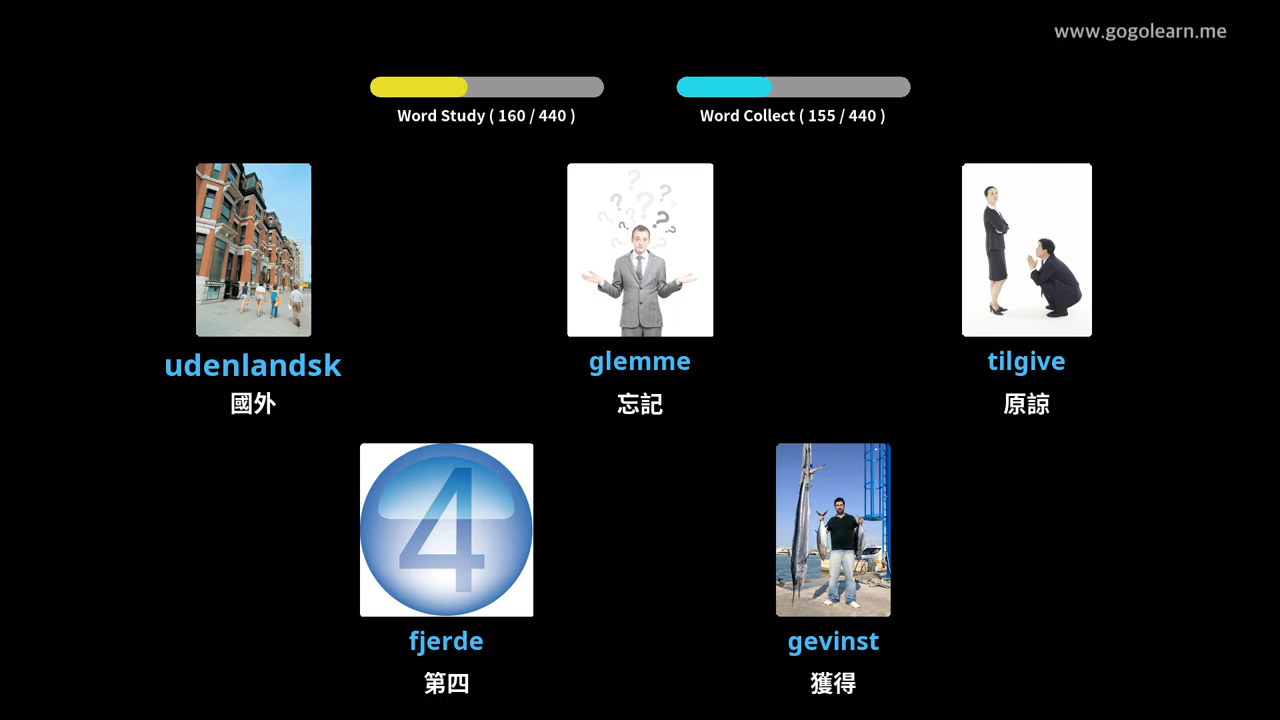 www.gogolearn.me
Word Study ( 160 / 440 )
Word Collect ( 155 / 440 )
udenlandsk
國外
glemme
忘記
tilgive
原諒
4
fjerde
第四
gevinst
獲得